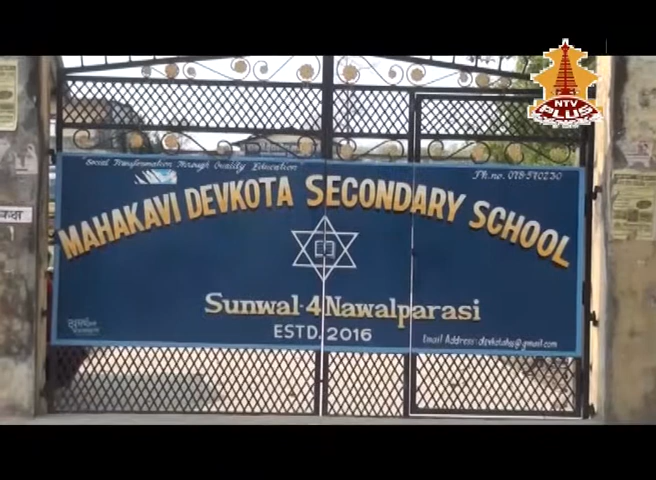 NTV
PLUS
Social Transformation Through Quality Education
Ph.no. 078-570230
MAHAKAVI DEVKOTA SECONDARY SCHOOL
Sunwal-4 Nawalparasi
ESTD. 2016